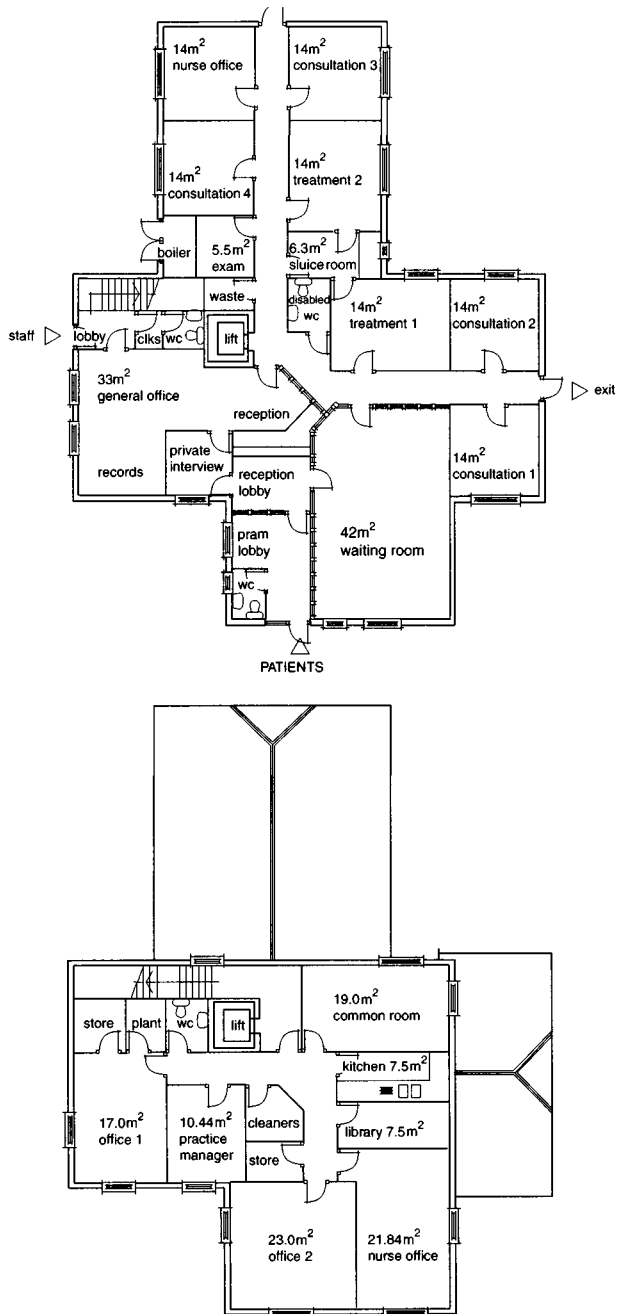 14m²
nurse office
14m²
consultation 3
14m²
consultation 4
14m²
treatment 2
boiler
5.5m²
exam
6.3m²
sluice room
waste
disabled
wc
14m²
treatment 1
14m²
consultation 2
staff
lobby
clks
wc
lift
exit
33m²
general office
reception
private
interview
records
reception
lobby
14m²
consultation 1
42m²
waiting room
pram
lobby
wc
PATIENTS
19.0m²
common room
store
plant
wc
lift
kitchen 7.5m²
17.0m²
office 1
10.44m²
practice
manager
cleaners
library 7.5m²
store
23.0m²
office 2
21.84m²
nurse office